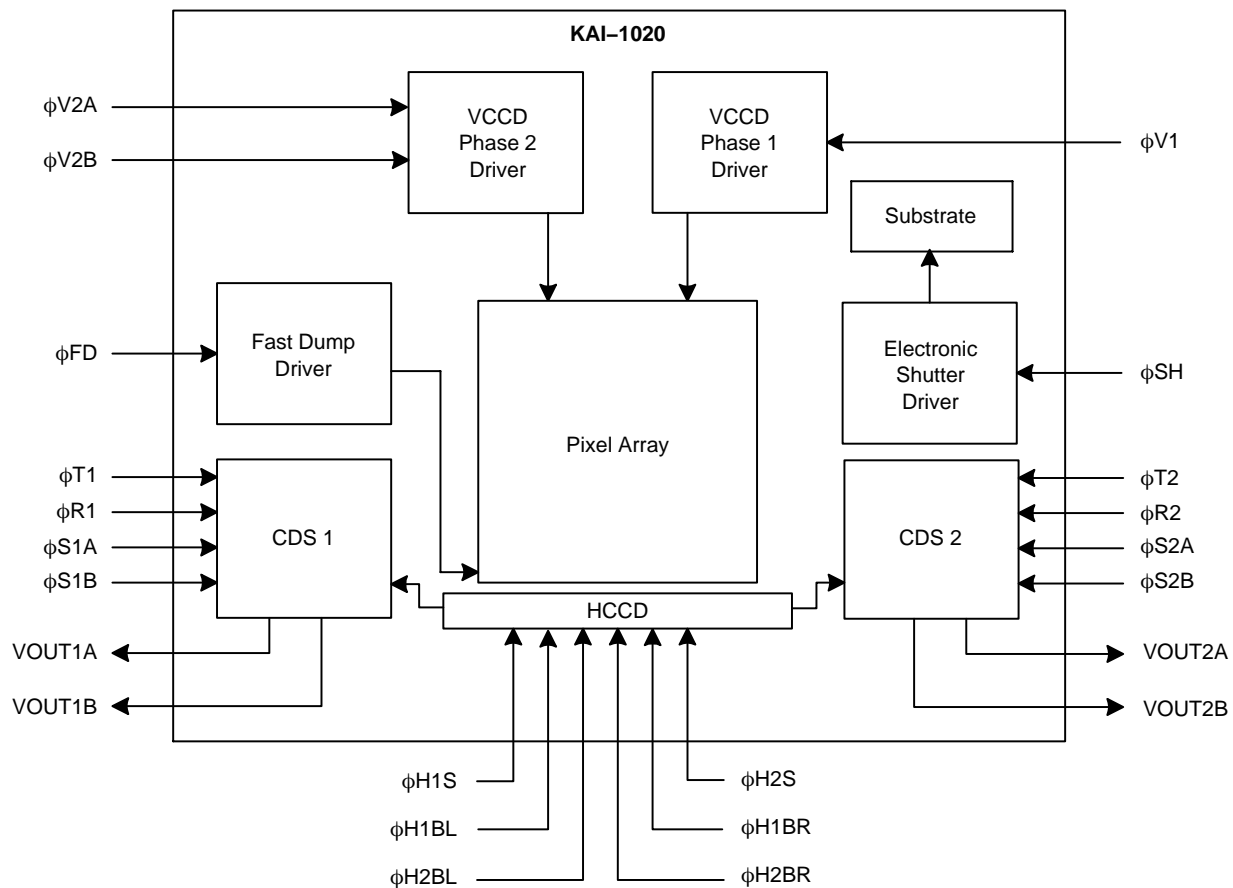 KAI–1020
ϕV2A
ϕV2B
VCCD
Phase 2
Driver
VCCD
Phase 1
Driver
ϕV1
Substrate
ϕFD
Fast Dump
Driver
Pixel Array
Electronic
Shutter
Driver
ϕSH
ϕT1
ϕR1
ϕS1A
ϕS1B
CDS 1
CDS 2
ϕT2
ϕR2
ϕS2A
ϕS2B
HCCD
VOUT1A
VOUT1B
VOUT2A
VOUT2B
ϕH1S
ϕH2S
ϕH1BL
ϕH1BR
ϕH2BL
ϕH2BR